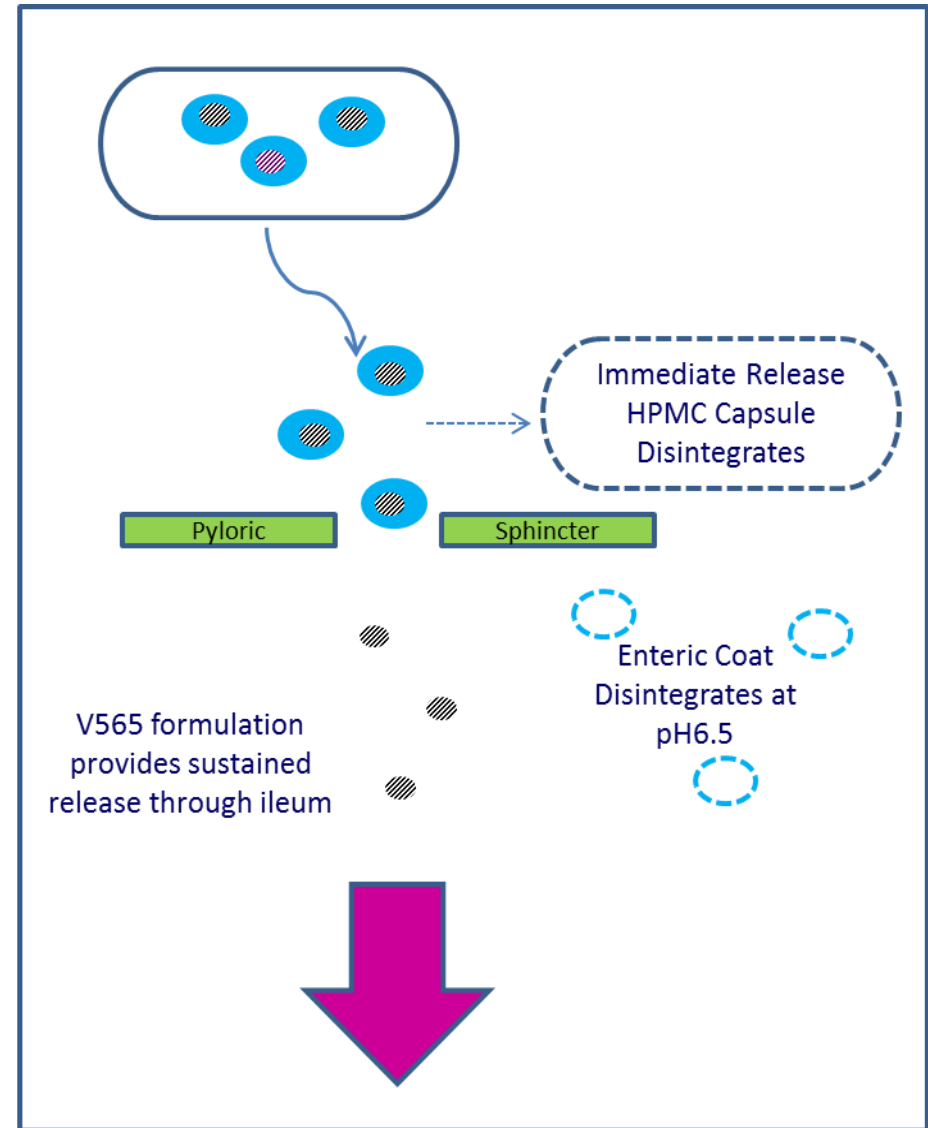 Immediate Release
HPMC Capsule
Disintegrates
Pyloric
Sphincter
Enteric Coat
Disintegrates at
pH6.5
V565 formulation
provides sustained
release through ileum